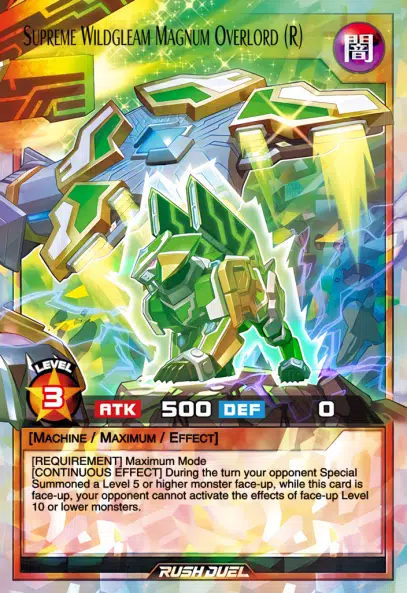 Supreme Wildgleam Magnum Overlord (R)
闇
LEVEL
3
ATK 500 DEF 0
[Machine / Maximum / Effect]
[REQUIREMENT] Maximum Mode
[CONTINUOUS EFFECT] During the turn your opponent Special
Summoned a Level 5 or higher monster face-up, while this card is
face-up, your opponent cannot activate the effects of face-up Level
10 or lower monsters.
RUSH DUEL